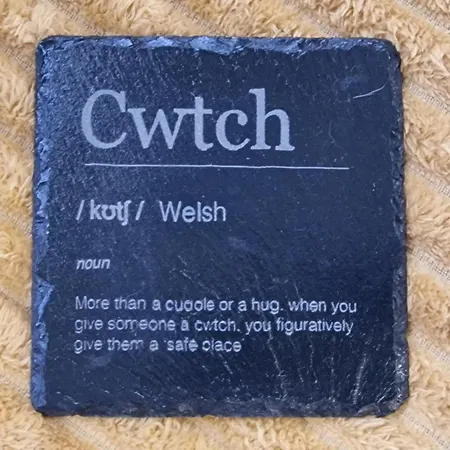 Cwtch
/kʊtʃ/ Welsh
noun
More than a cuddle or a hug. when you
give someone a cwtch, you figuratively
give them a 'safe place'